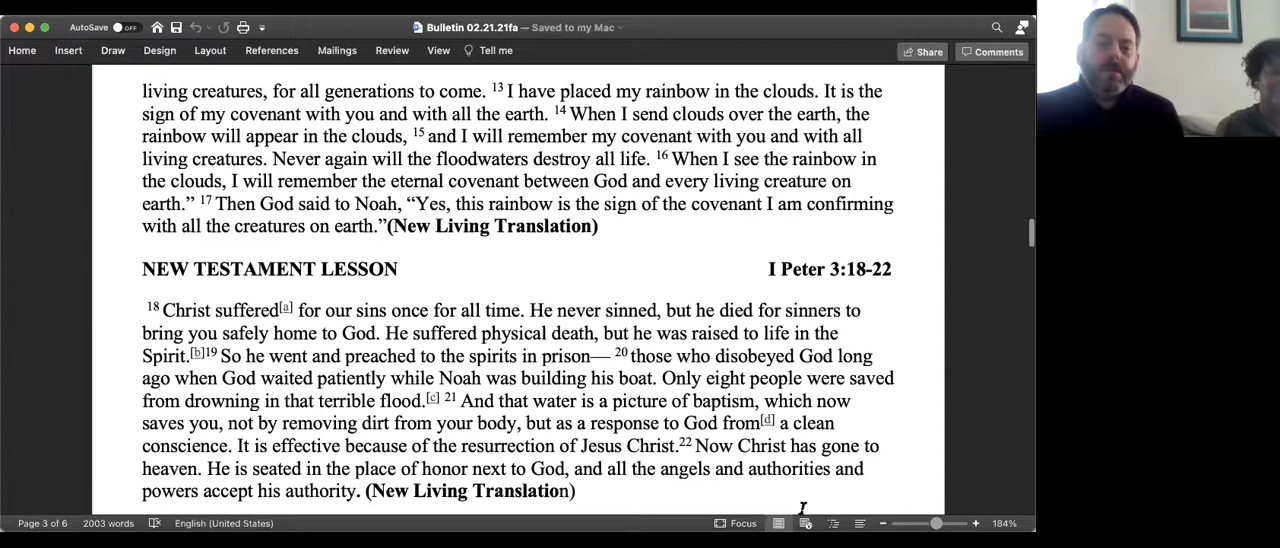 AutoSave OFF
Bulletin 02.21.21fa — Saved to my Mac
Home Insert Draw Design Layout References Mailings Review View Tell me Share Comments
living creatures, for all generations to come. 13 I have placed my rainbow in the clouds. It is the
sign of my covenant with you and with all the earth. 14 When I send clouds over the earth, the
rainbow will appear in the clouds, 15 and I will remember my covenant with you and with all
living creatures. Never again will the floodwaters destroy all life. 16 When I see the rainbow in
the clouds, I will remember the eternal covenant between God and every living creature on
earth.” 17 Then God said to Noah, “Yes, this rainbow is the sign of the covenant I am confirming
with all the creatures on earth.”(New Living Translation)
NEW TESTAMENT LESSON I Peter 3:18-22
18 Christ suffered[a] for our sins once for all time. He never sinned, but he died for sinners to
bring you safely home to God. He suffered physical death, but he was raised to life in the
Spirit.[b]19 So he went and preached to the spirits in prison— 20 those who disobeyed God long
ago when God waited patiently while Noah was building his boat. Only eight people were saved
from drowning in that terrible flood.[c] 21 And that water is a picture of baptism, which now
saves you, not by removing dirt from your body, but as a response to God from[d] a clean
conscience. It is effective because of the resurrection of Jesus Christ.22 Now Christ has gone to
heaven. He is seated in the place of honor next to God, and all the angels and authorities and
powers accept his authority. (New Living Translation)
Page 3 of 6 2003 words English (United States) Focus 184%